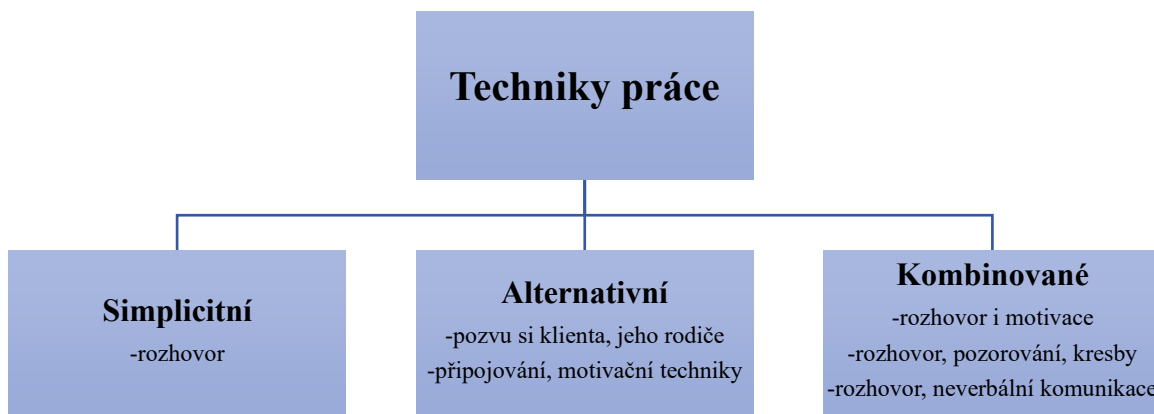 Techniky práce
Simplicitní
-rozhovor
Alternativní
-pozvu si klienta, jeho rodiče
-připojování, motivační techniky
Kombinované
-rozhovor i motivace
-rozhovor, pozorování, kresby
-rozhovor, neverbální komunikace